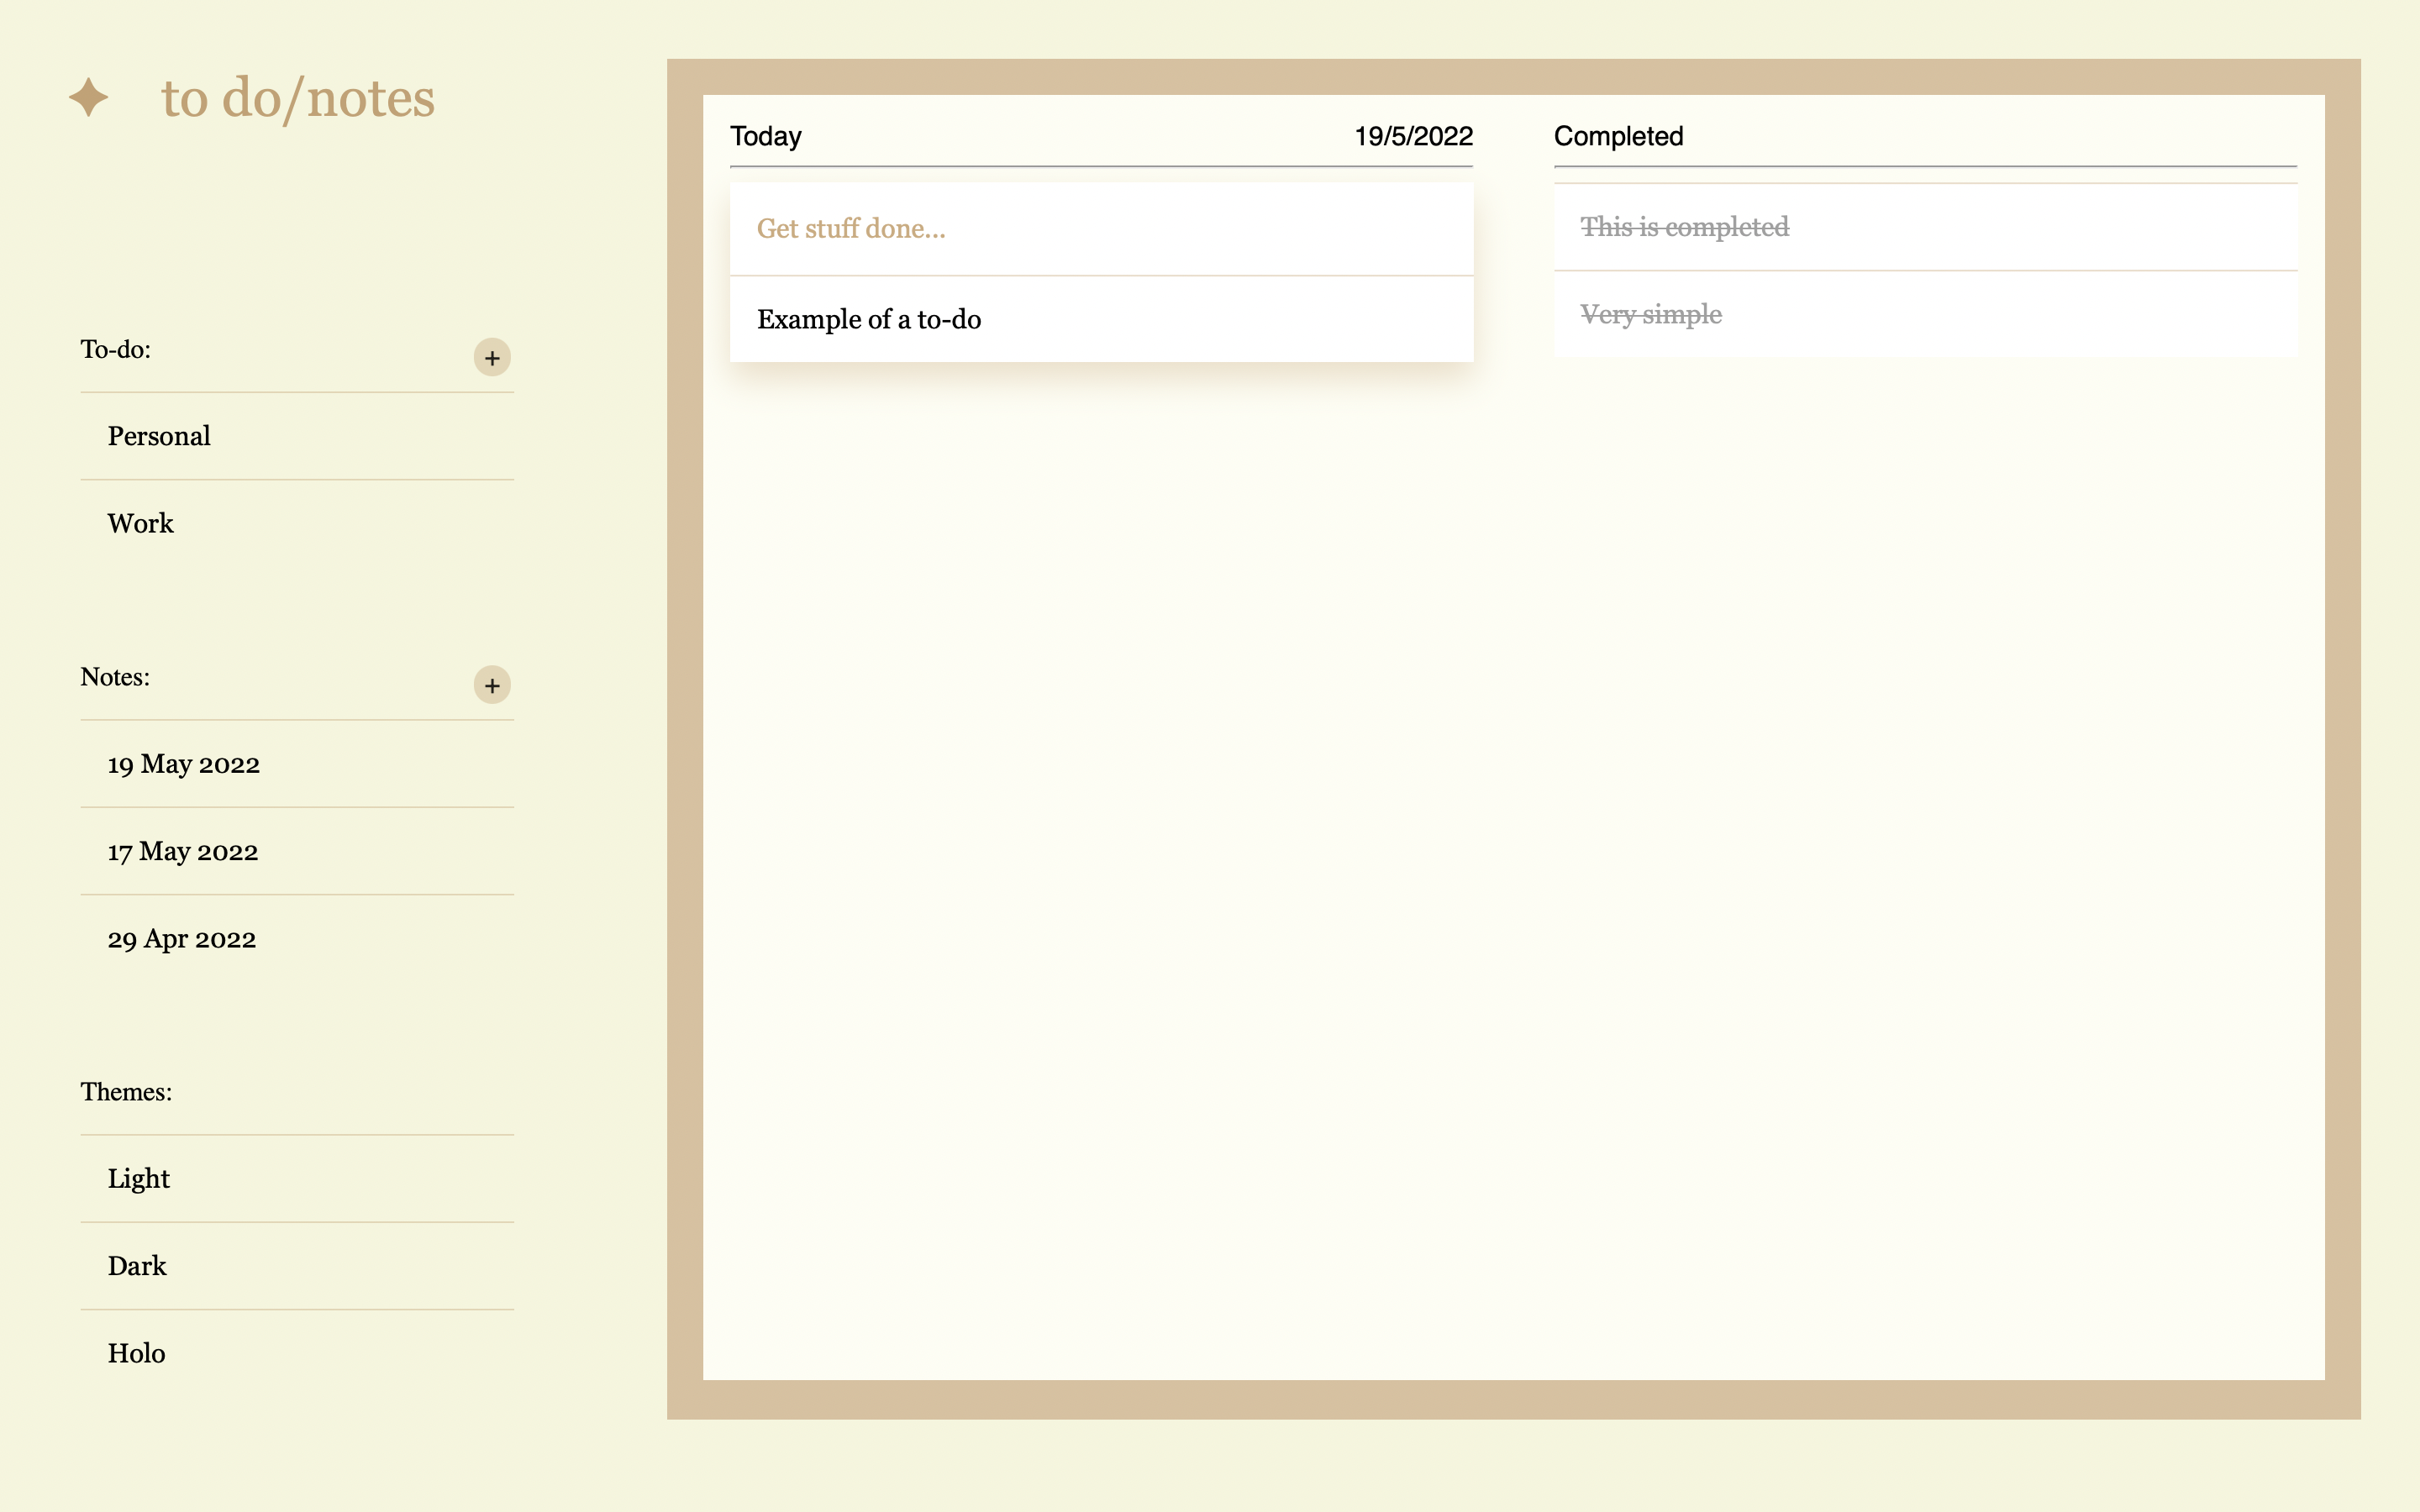 to do/notes
To-do:
+
Personal
Work
Notes:
+
19 May 2022
17 May 2022
29 Apr 2022
Themes:
Light
Dark
Holo
Today 19/5/2022
Get stuff done...
Example of a to-do
Completed
This is completed
Very simple